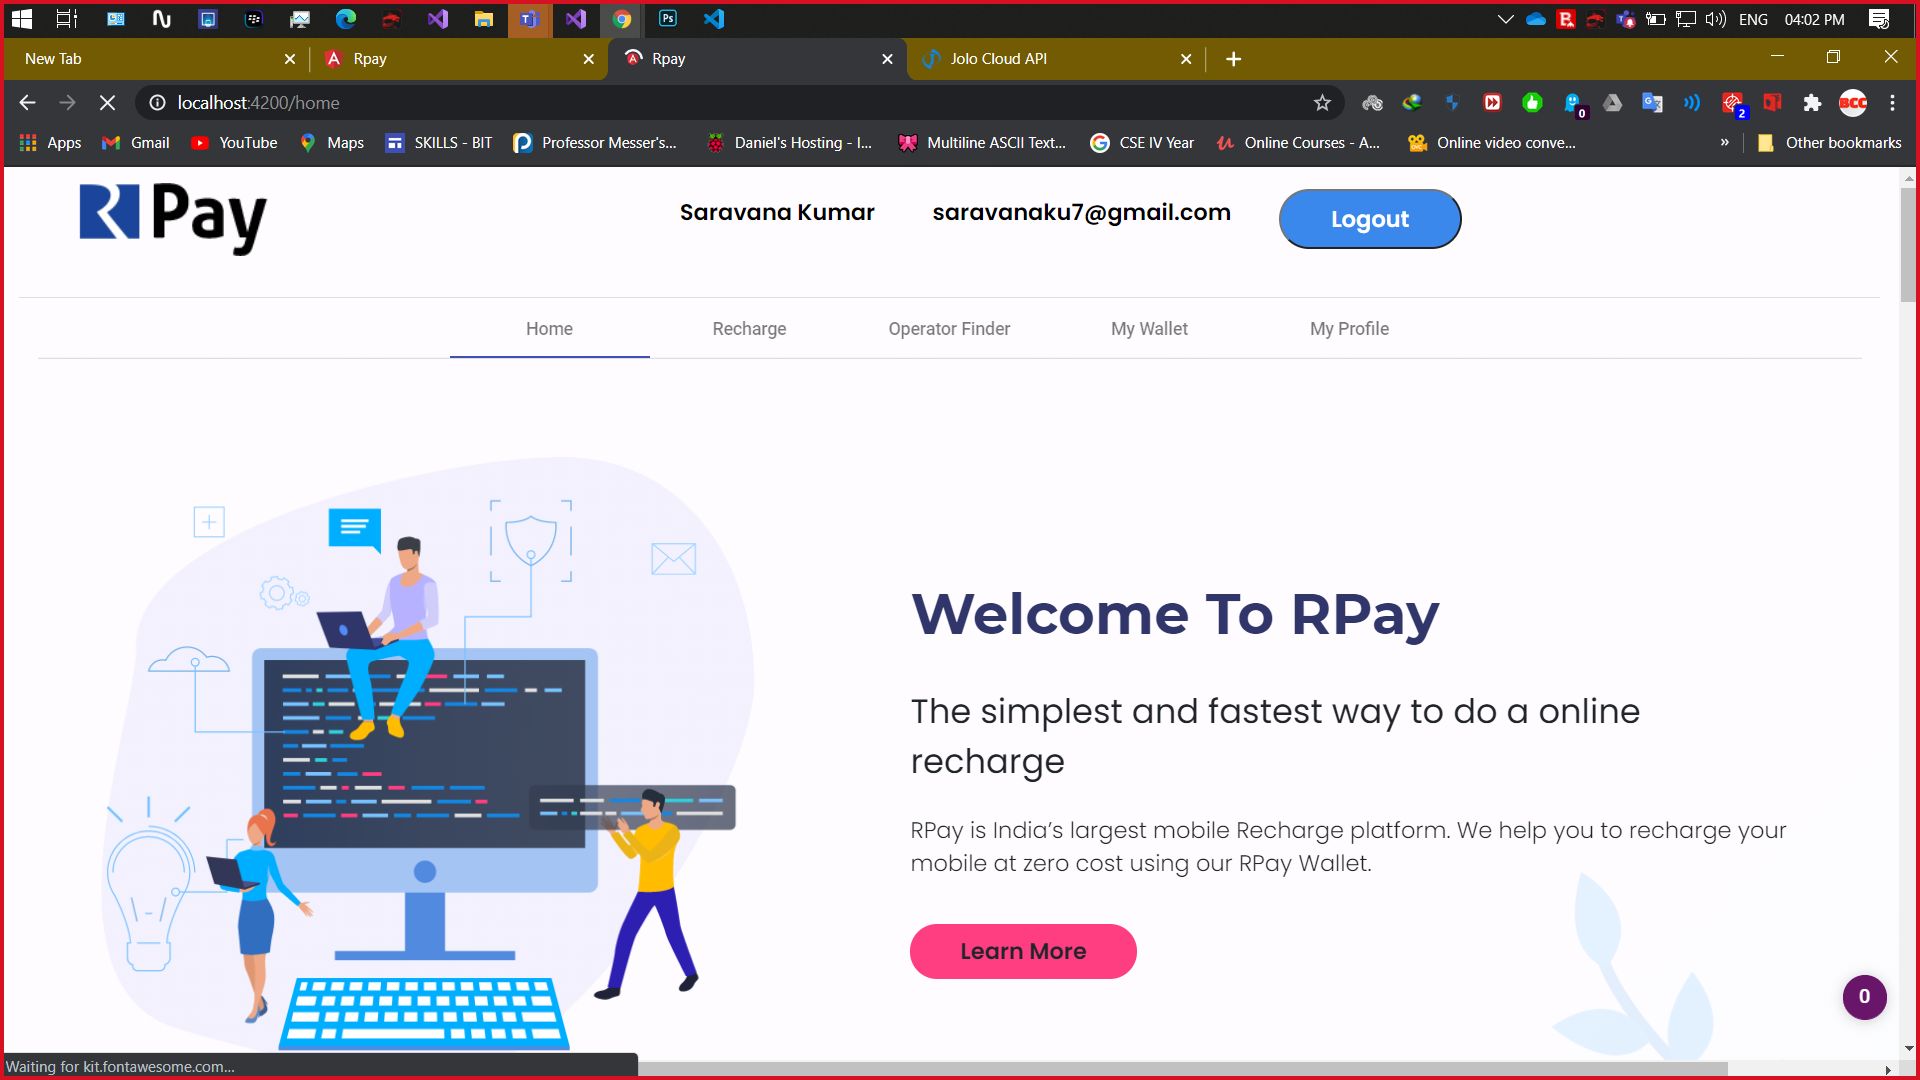 ENG 04:02 PM
New Tab
Rpay
Rpay
Jolo Cloud API
localhost:4200/home
0
2
BCC
Apps
Gmail
YouTube
Maps
SKILLS - BIT
Professor Messer's...
Daniel's Hosting - I...
Multiline ASCII Text...
CSE IV Year
Online Courses - A...
Online video conve...
»
Other bookmarks
R Pay
Saravana Kumar
saravanaku7@gmail.com
Logout
Home
Recharge
Operator Finder
My Wallet
My Profile
Welcome To RPay
The simplest and fastest way to do a online
recharge
RPay is India's largest mobile Recharge platform. We help you to recharge your
mobile at zero cost using our RPay Wallet.
Learn More
0
Waiting for kit.fontawesome.com...